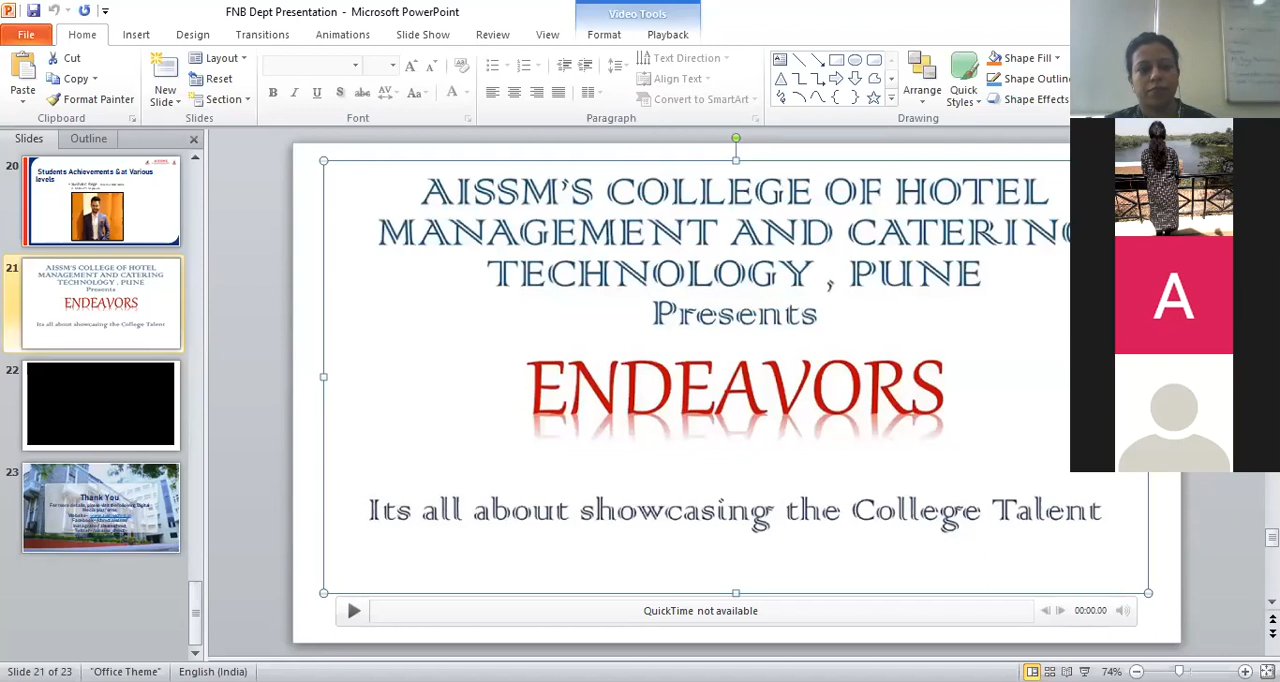 FNB Dept Presentation - Microsoft PowerPoint
Video Tools
File Home Insert Design Transitions Animations Slide Show Review View Format Playback
Paste
Cut
Copy
Format Painter
Clipboard
New Slide
Layout
Reset
Section
Slides
B I U S abc AV Aa A
Font
Text Direction
Align Text
Convert to SmartArt
Paragraph
Arrange
Quick Styles
Shape Fill
Shape Outlin
Shape Effects
Drawing
Slides Outline
20
Students Achievements & at Various
levels
21
AISSM'S COLLEGE OF HOTEL
MANAGEMENT AND CATERING
TECHNOLOGY , PUNE
Presents
ENDEAVORS
Its all about showcasing the College Talent
22
23
Thank You
AISSM'S COLLEGE OF HOTEL
MANAGEMENT AND CATERING
TECHNOLOGY , PUNE
Presents
ENDEAVORS
Its all about showcasing the College Talent
QuickTime not available
00:00.00
A
Slide 21 of 23
"Office Theme"
English (India)
74%